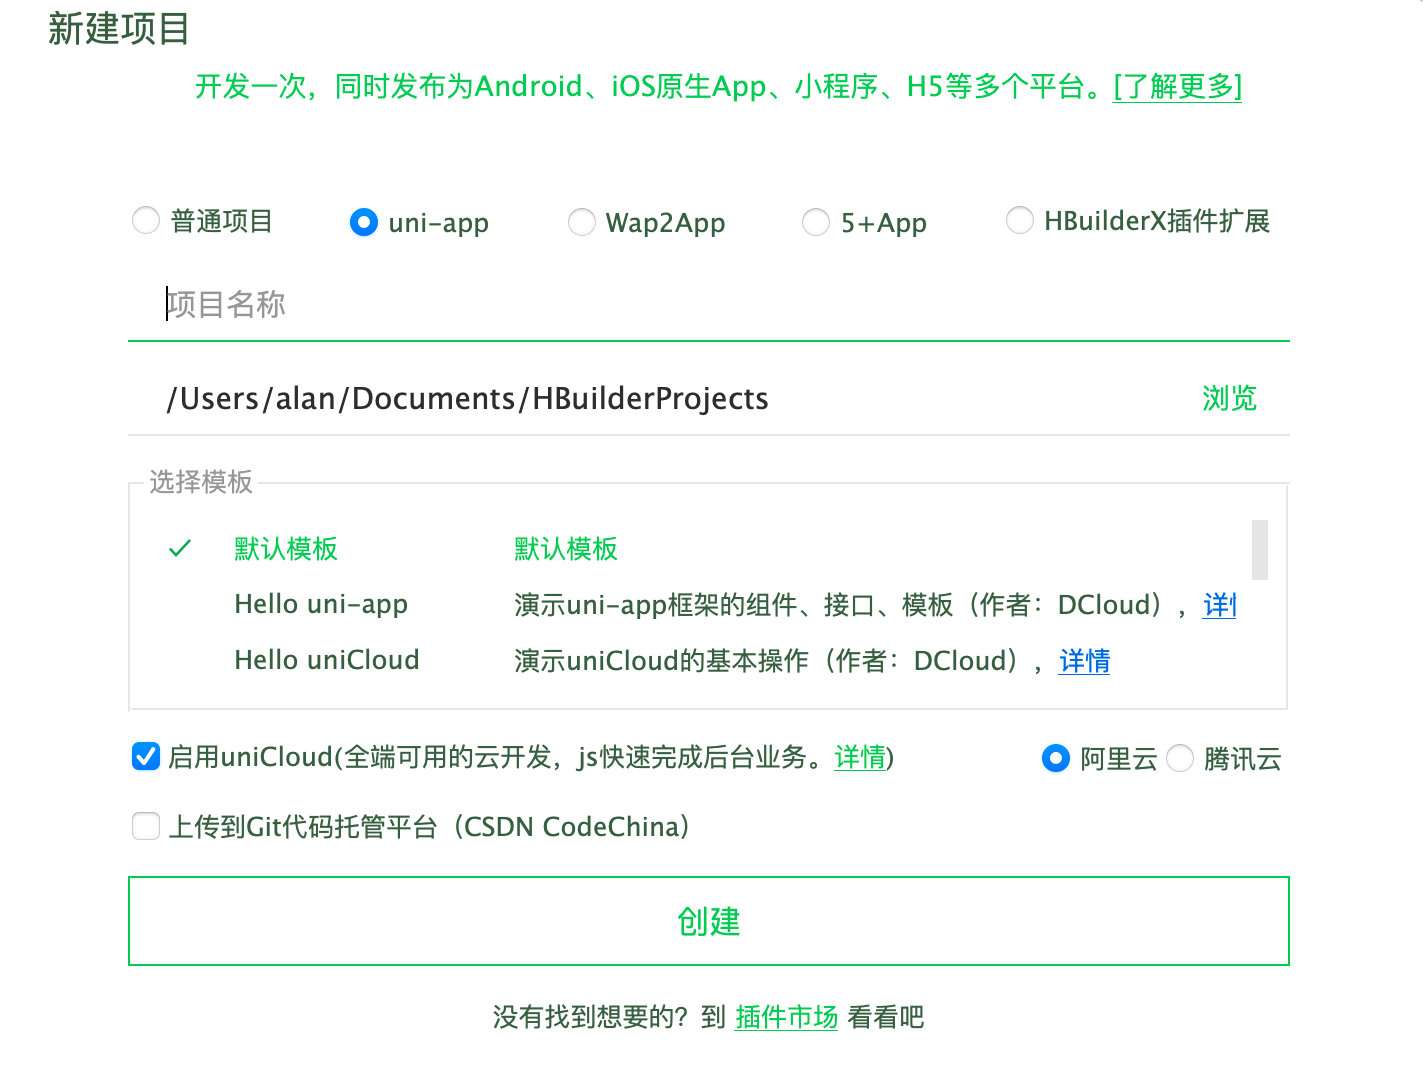 新建项目
开发一次，同时发布为Android、iOS原生App、小程序、H5等多个平台。[了解更多]
普通项目 uni-app Wap2App 5+App HBuilderX插件扩展
项目名称
/Users/alan/Documents/HBuilderProjects 浏览
选择模板
默认模板 默认模板
Hello uni-app 演示uni-app框架的组件、接口、模板（作者：DCloud），详
Hello uniCloud 演示uniCloud的基本操作（作者：DCloud），详情
启用uniCloud(全端可用的云开发，js快速完成后台业务。详情) 阿里云 腾讯云
上传到Git代码托管平台（CSDN CodeChina）
创建
没有找到想要的？到 插件市场 看看吧